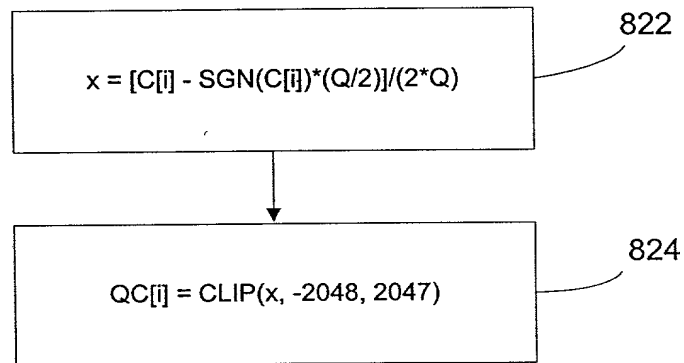 822
x = [C[i] - SGN(C[i])*(Q/2)]/(2*Q)
824
QC[i] = CLIP(x, -2048, 2047)